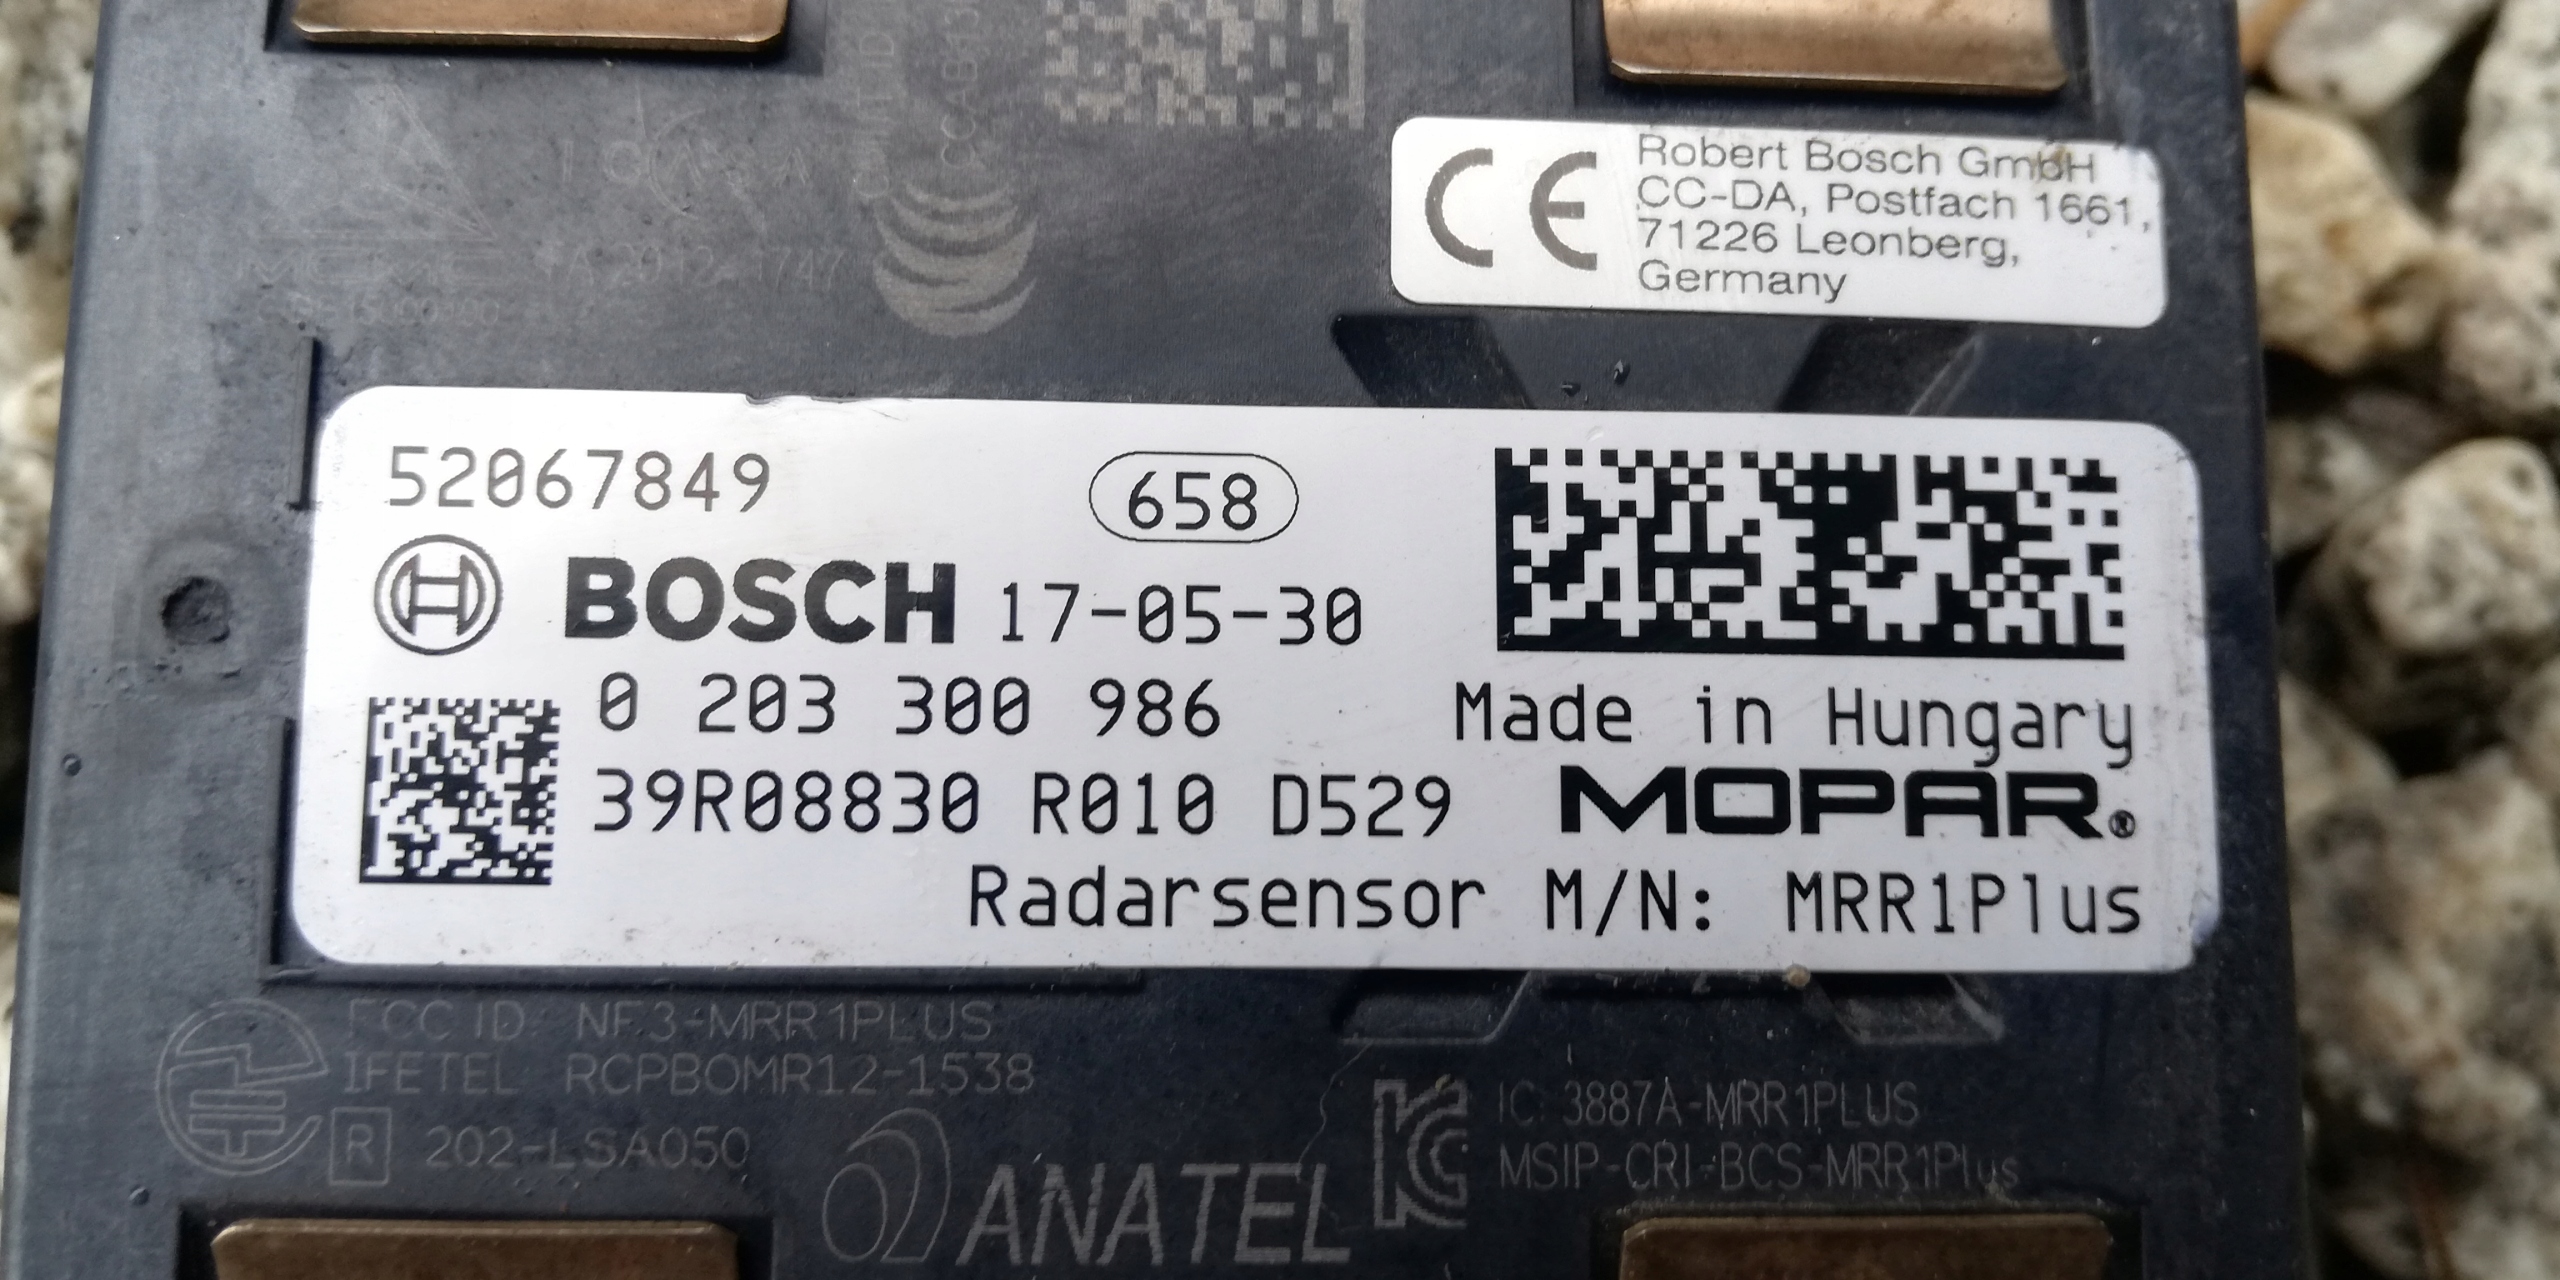 Robert Bosch GmbH
CC-DA, Postfach 1661,
71226 Leonberg,
Germany
CE
52067849
658
BOSCH 17-05-30
0 203 300 986
Made in Hungary
39R08830 R010 D529
MOPAR®
Radarsensor M/N: MRR1Plus
FCC ID: NF3-MRR1PLUS
IFETEL RCPBOMR12-1538
R 202-LSA050
ANATEL
IC: 3887A-MRR1PLUS
MSIP-CRI-BCS-MRR1Plus